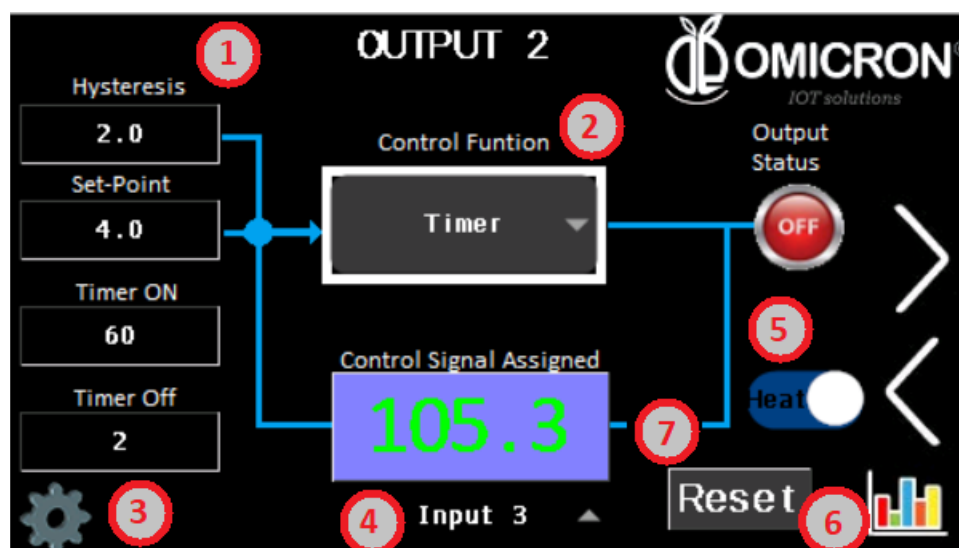 OUTPUT 2
OMICRON®
IOT solutions
1
Hysteresis
2.0
Set-Point
4.0
Timer ON
60
Timer Off
2
3
Control Funtion
2
Timer
Control Signal Assigned
105.3
4
Input 3
Output
Status
OFF
5
Heat
7
Reset
6